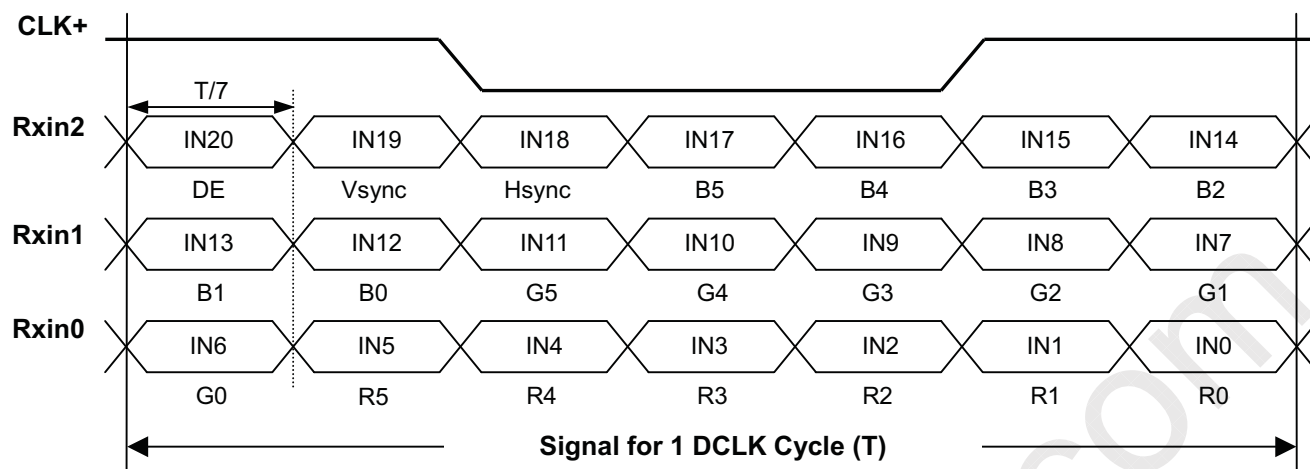 CLK+
T/7
Rxin2 IN20 IN19 IN18 IN17 IN16 IN15 IN14
DE Vsync Hsync B5 B4 B3 B2
Rxin1 IN13 IN12 IN11 IN10 IN9 IN8 IN7
B1 B0 G5 G4 G3 G2 G1
Rxin0 IN6 IN5 IN4 IN3 IN2 IN1 IN0
G0 R5 R4 R3 R2 R1 R0
Signal for 1 DCLK Cycle (T)
com